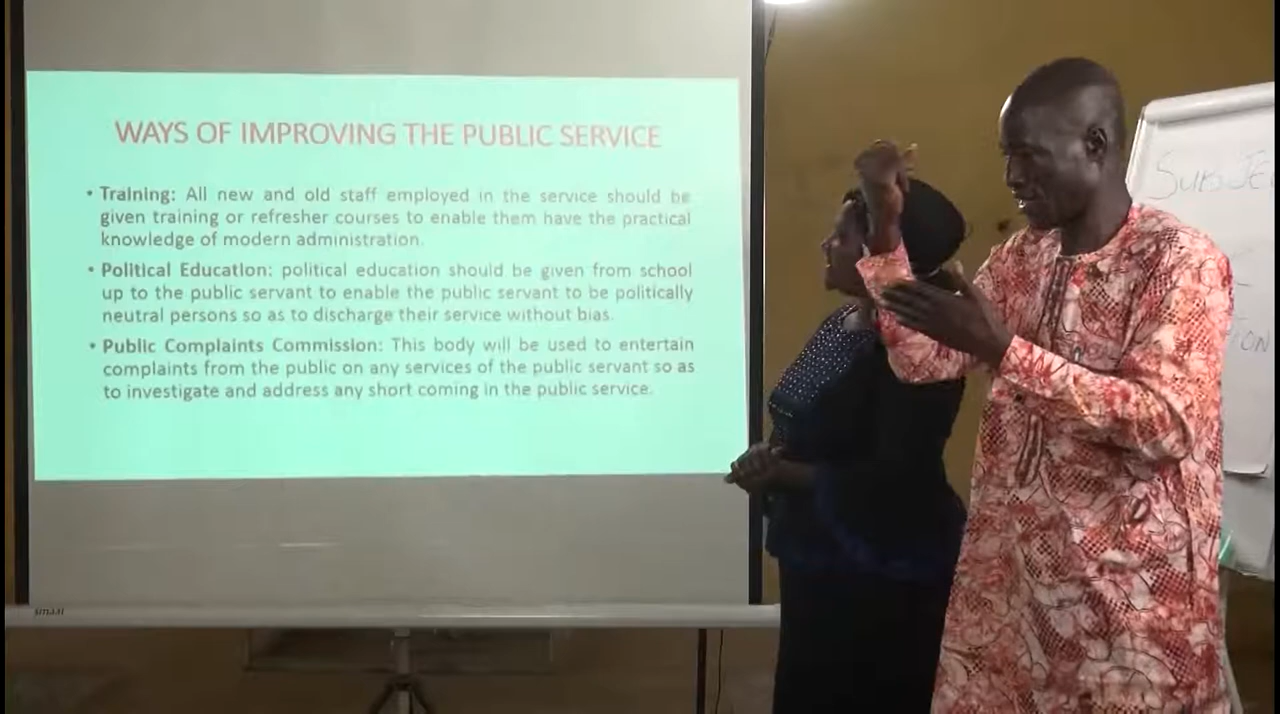 WAYS OF IMPROVING THE PUBLIC SERVICE
• Training: All new and old staff employed in the service should be
given training or refresher courses to enable them have the practical
knowledge of modern administration.
• Political Education: political education should be given from school
up to the public servant to enable the public servant to be politically
neutral persons so as to discharge their service without bias.
• Public Complaints Commission: This body will be used to entertain
complaints from the public on any services of the public servant so as
to investigate and address any short coming in the public service.
SUBJE
ION